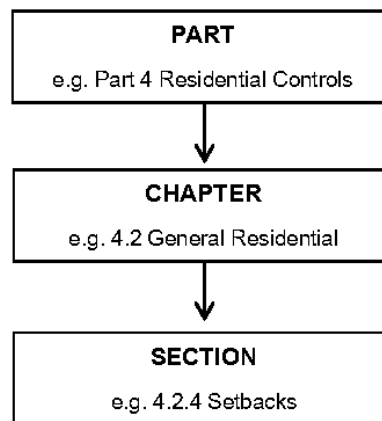 PART
e.g. Part 4 Residential Controls
CHAPTER
e.g. 4.2 General Residential
SECTION
e.g. 4.2.4 Setbacks